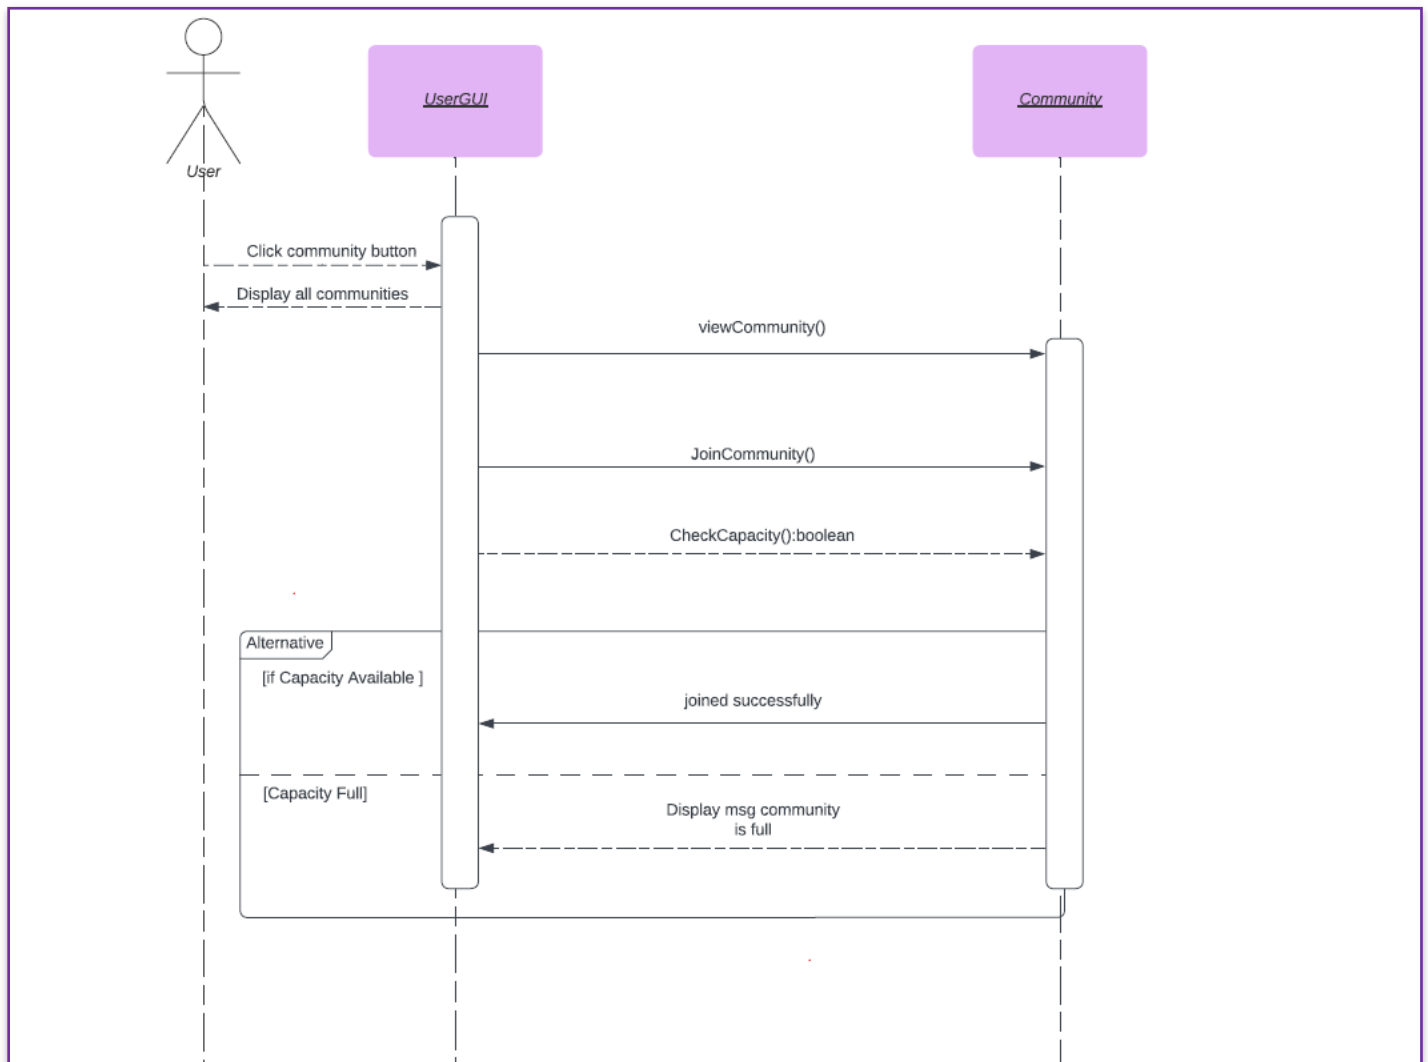 UserGUI
Community
User
Click community button
Display all communities
viewCommunity()
JoinCommunity()
CheckCapacity():boolean
Alternative
[if Capacity Available ]
joined successfully
[Capacity Full]
Display msg community
is full